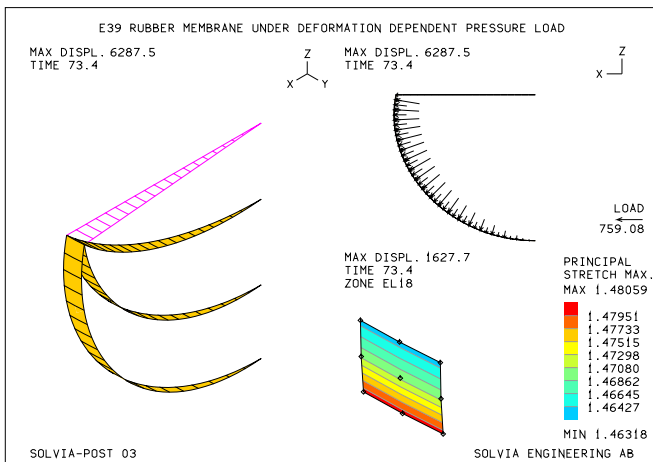 E39 RUBBER MEMBRANE UNDER DEFORMATION DEPENDENT PRESSURE LOAD
MAX DISPL. 6287.5
TIME 73.4
Z
X Y
MAX DISPL. 6287.5
TIME 73.4
Z
X
LOAD
759.08
MAX DISPL. 1627.7
TIME 73.4
ZONE EL18
PRINCIPAL
STRETCH MAX.
MAX 1.48059
1.47951
1.47733
1.47515
1.47298
1.47080
1.46862
1.46645
1.46427
MIN 1.46318
SOLVIA-POST 03
SOLVIA ENGINEERING AB